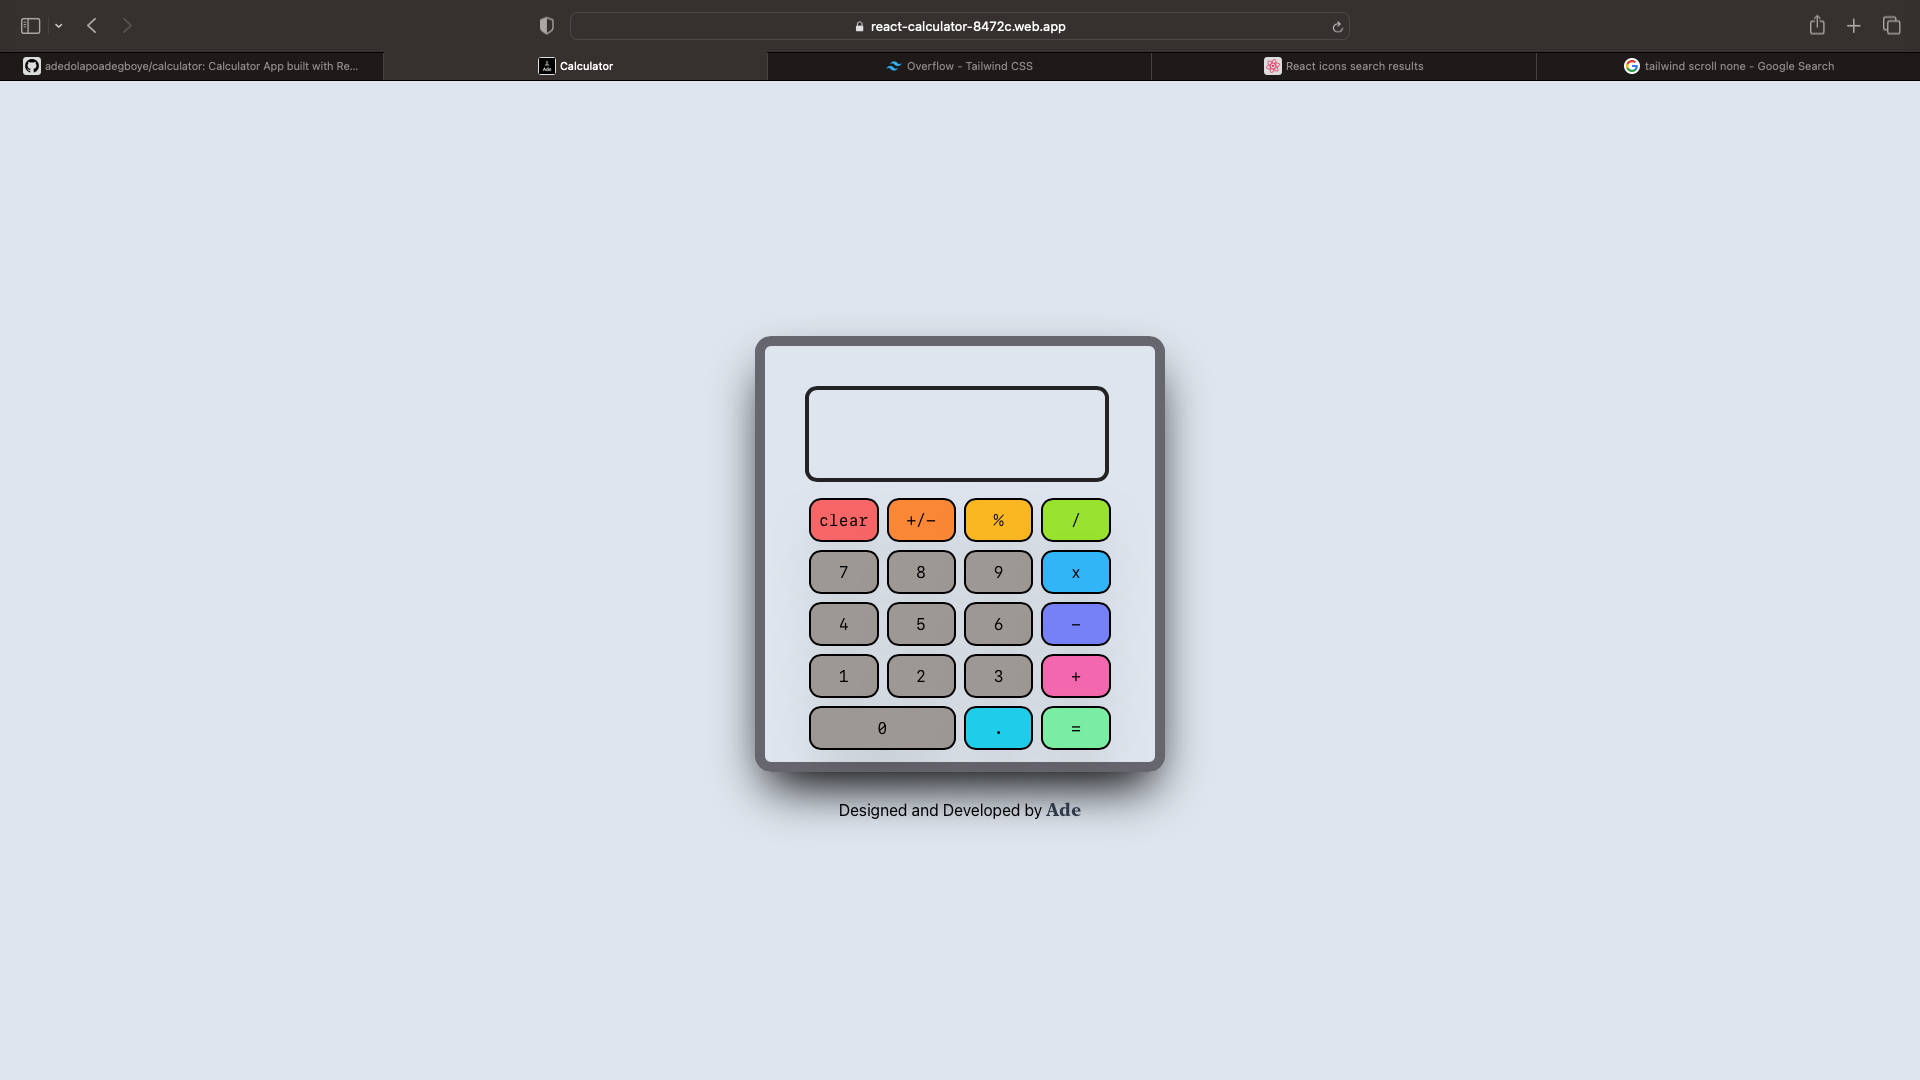 react-calculator-8472c.web.app
adedolapoadegboye/calculator: Calculator App built with Re...
Calculator
Overflow - Tailwind CSS
React icons search results
tailwind scroll none - Google Search
clear +/− % /
7 8 9 x
4 5 6 −
1 2 3 +
0 . =
Designed and Developed by Ade